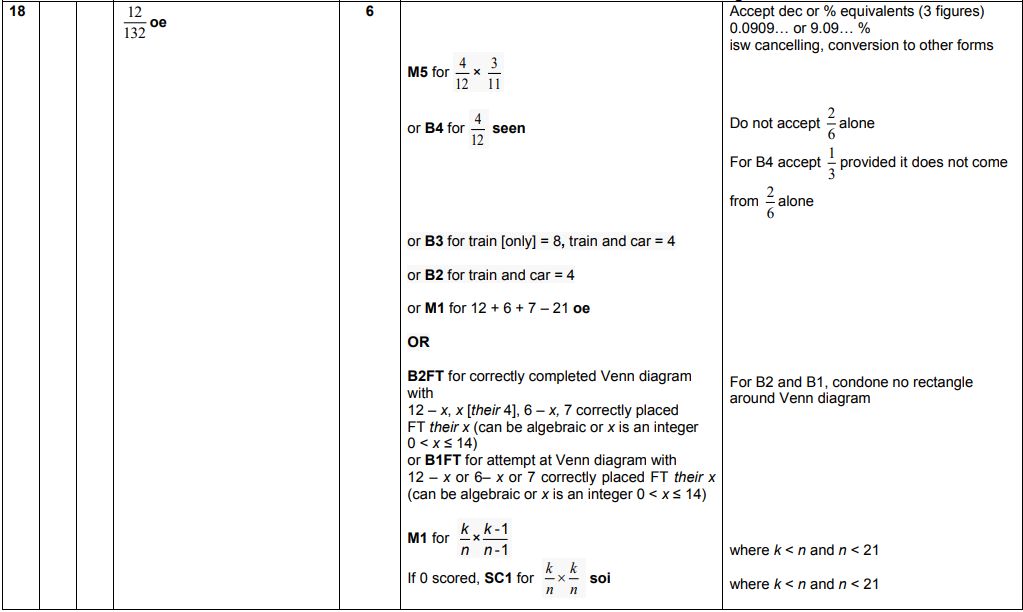 18
12/132 oe
6
Accept dec or % equivalents (3 figures)
0.0909… or 9.09… %
isw cancelling, conversion to other forms
M5 for 4/12 × 3/11
or B4 for 4/12 seen
Do not accept 2/6 alone
For B4 accept 1/3 provided it does not come
from 2/6 alone
or B3 for train [only] = 8, train and car = 4
or B2 for train and car = 4
or M1 for 12 + 6 + 7 – 21 oe
OR
B2FT for correctly completed Venn diagram
with
12 – x, x [their 4], 6 – x, 7 correctly placed
FT their x (can be algebraic or x is an integer
0 < x ≤ 14)
or B1FT for attempt at Venn diagram with
12 – x or 6– x or 7 correctly placed FT their x
(can be algebraic or x is an integer 0 < x ≤ 14)
For B2 and B1, condone no rectangle
around Venn diagram
M1 for k/n × k-1/n-1
where k < n and n < 21
If 0 scored, SC1 for k/n × k/n soi
where k < n and n < 21